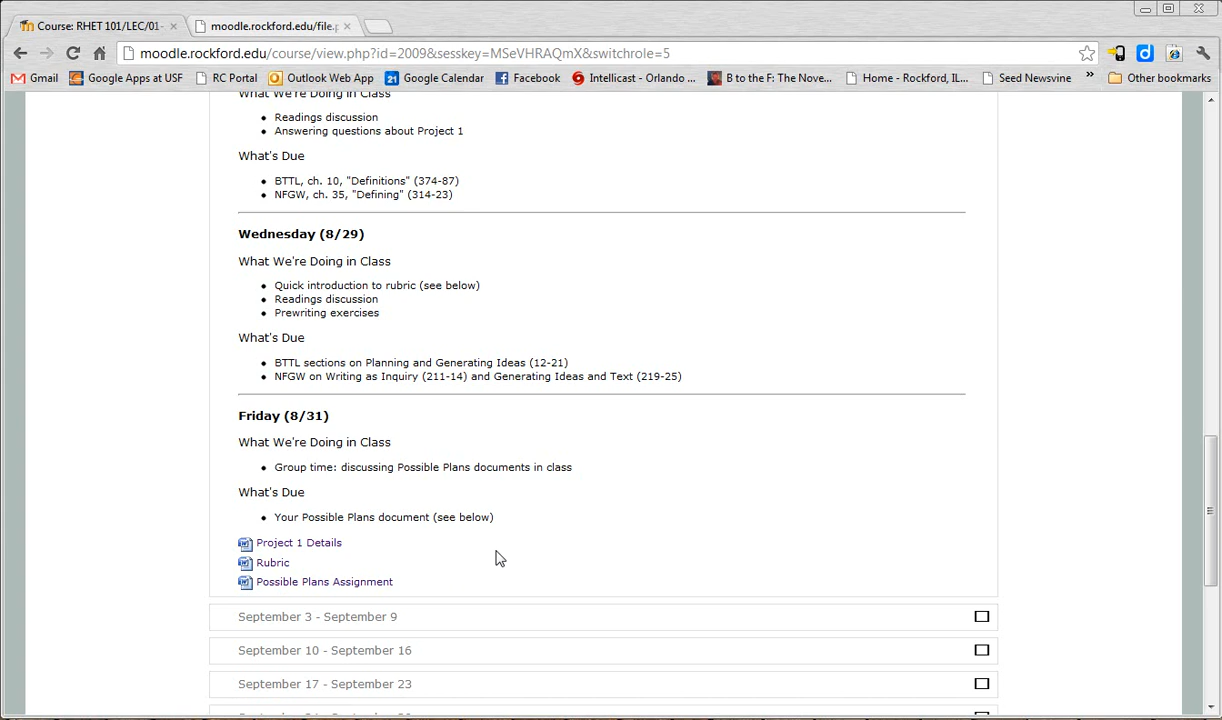 Course: RHET 101/LEC/01-
moodle.rockford.edu/file.p
moodle.rockford.edu/course/view.php?id=2009&sesskey=MSeVHRAQmX&switchrole=5
Gmail
Google Apps at USF
RC Portal
Outlook Web App
21
Google Calendar
Facebook
Intellicast - Orlando ...
B to the F: The Nove...
Home - Rockford, IL...
Seed Newsvine
»
Other bookmarks
What We're Doing in Class
• Readings discussion
• Answering questions about Project 1
What's Due
• BTTL, ch. 10, "Definitions" (374-87)
• NFGW, ch. 35, "Defining" (314-23)
Wednesday (8/29)
What We're Doing in Class
• Quick introduction to rubric (see below)
• Readings discussion
• Prewriting exercises
What's Due
• BTTL sections on Planning and Generating Ideas (12-21)
• NFGW on Writing as Inquiry (211-14) and Generating Ideas and Text (219-25)
Friday (8/31)
What We're Doing in Class
• Group time: discussing Possible Plans documents in class
What's Due
• Your Possible Plans document (see below)
Project 1 Details
Rubric
Possible Plans Assignment
September 3 - September 9
September 10 - September 16
September 17 - September 23